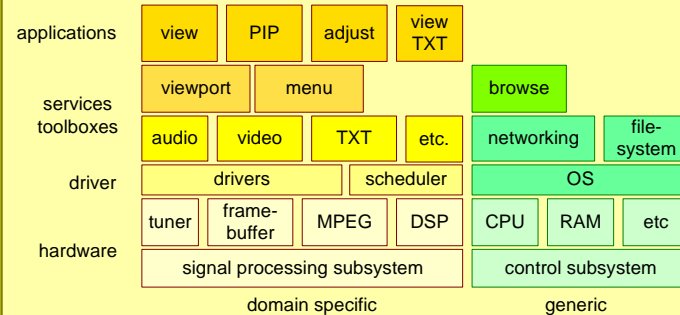 applications
view
PIP
adjust
view
TXT
services
toolboxes
viewport
menu
browse
audio
video
TXT
etc.
networking
file-
system
driver
drivers
scheduler
OS
hardware
tuner
frame-
buffer
MPEG
DSP
CPU
RAM
etc
signal processing subsystem
control subsystem
domain specific
generic